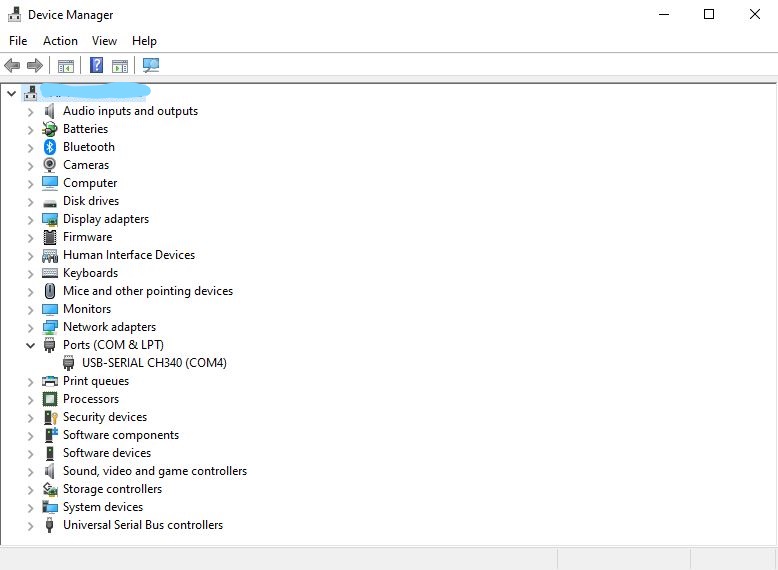 Device Manager
File Action View Help
Audio inputs and outputs
Batteries
Bluetooth
Cameras
Computer
Disk drives
Display adapters
Firmware
Human Interface Devices
Keyboards
Mice and other pointing devices
Monitors
Network adapters
Ports (COM & LPT)
USB-SERIAL CH340 (COM4)
Print queues
Processors
Security devices
Software components
Software devices
Sound, video and game controllers
Storage controllers
System devices
Universal Serial Bus controllers